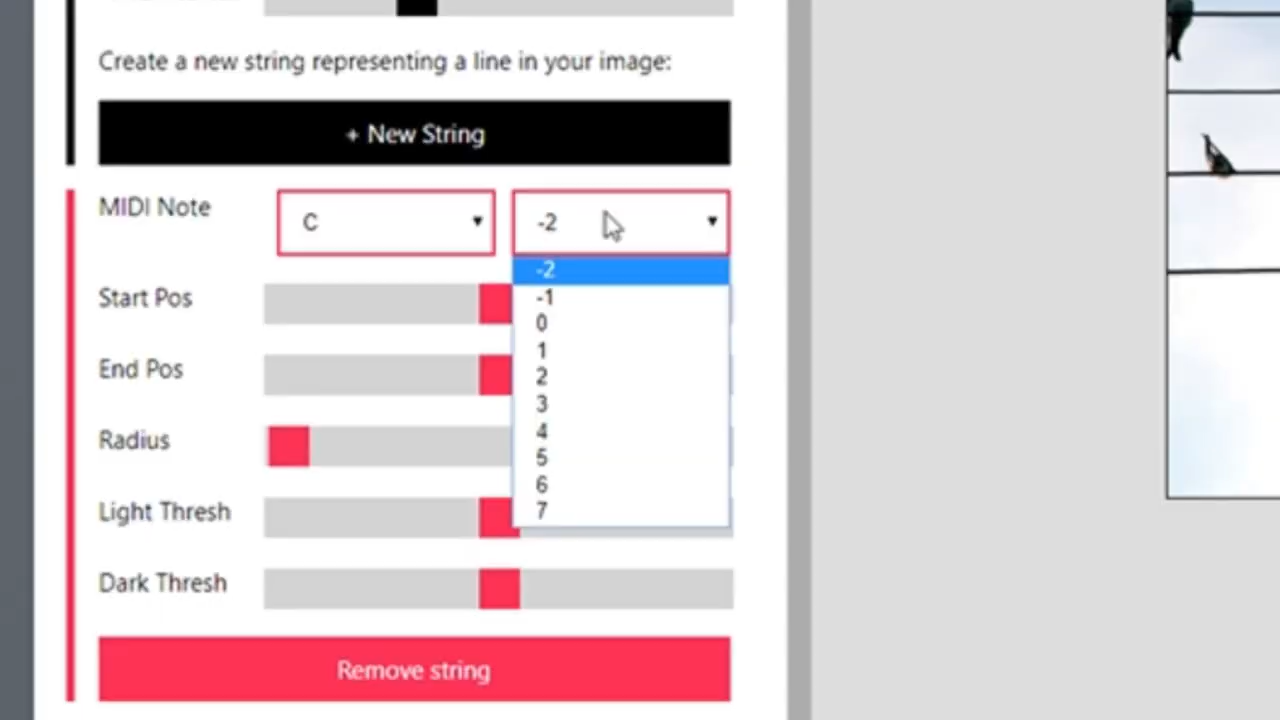 Create a new string representing a line in your image:
+ New String
MIDI Note
C
-2
-2
-1
0
1
2
3
4
5
6
7
Start Pos
End Pos
Radius
Light Thresh
Dark Thresh
Remove string